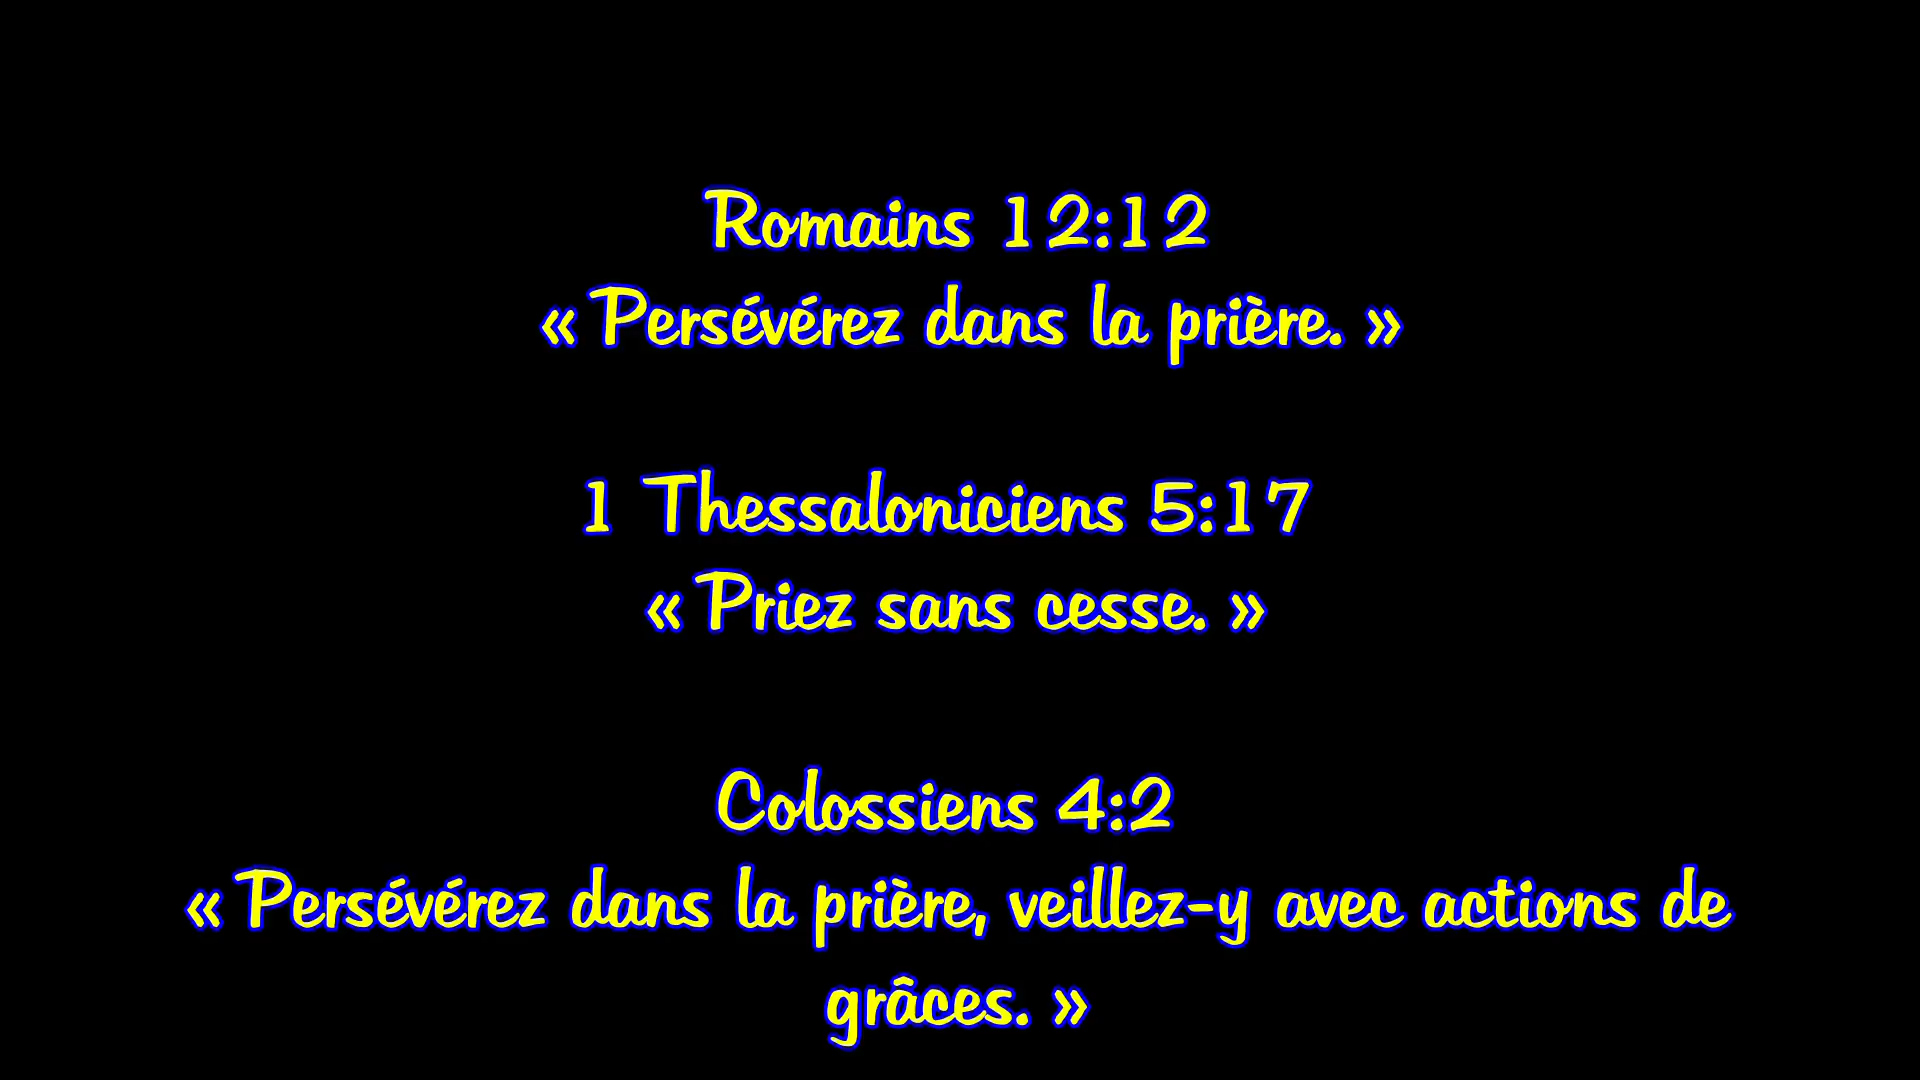 Romains 12:12
« Persévérez dans la prière. »
1 Thessaloniciens 5:17
« Priez sans cesse. »
Colossiens 4:2
« Persévérez dans la prière, veillez-y avec actions de
grâces. »